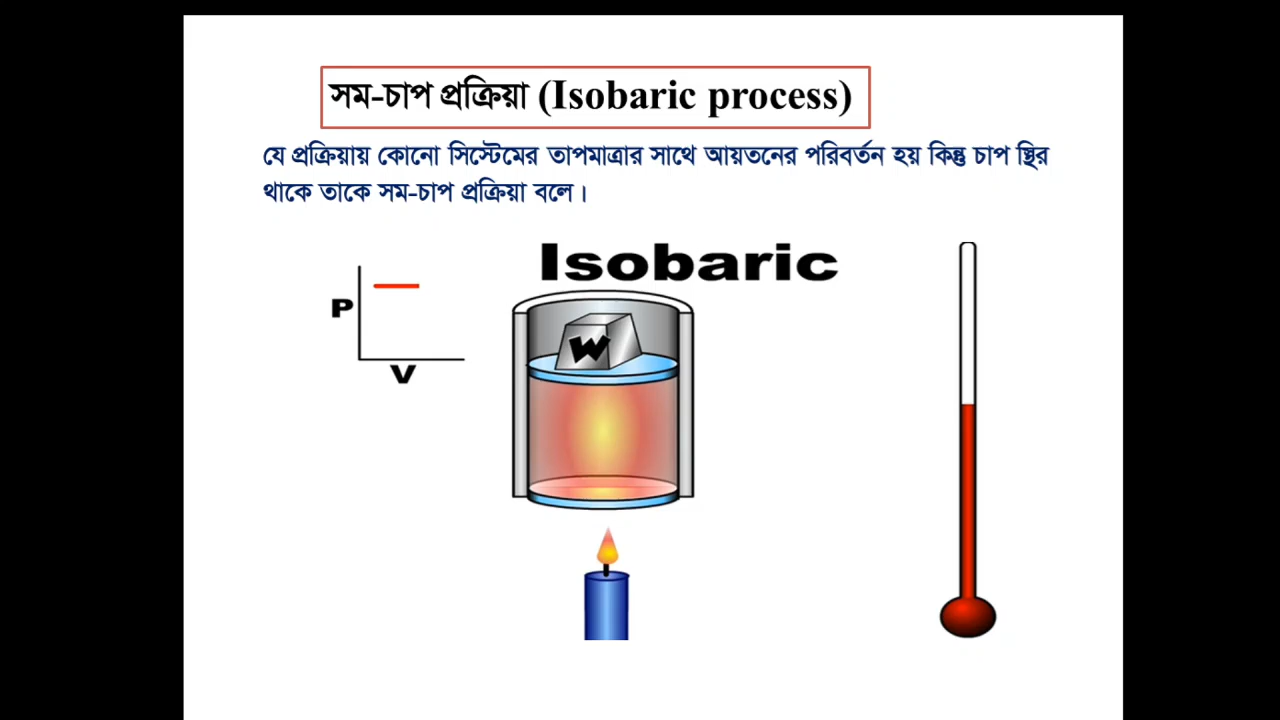 সম-চাপ প্রক্রিয়া (Isobaric process)
যে প্রক্রিয়ায় কোনো সিস্টেমের তাপমাত্রার সাথে আয়তনের পরিবর্তন হয় কিন্তু চাপ স্থির
থাকে তাকে সম-চাপ প্রক্রিয়া বলে।
Isobaric
P
W
V